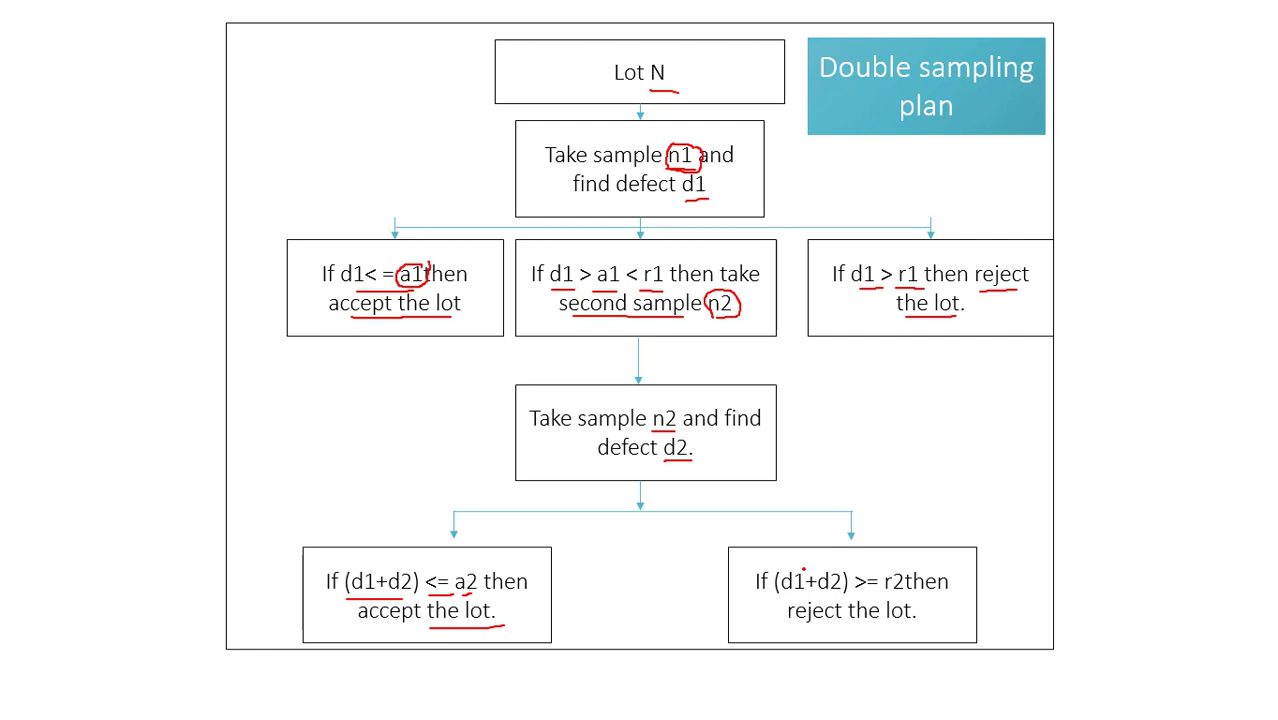 Double sampling
plan
Lot N
Take sample n1 and
find defect d1
If d1< = a1 then
accept the lot
If d1 > a1 < r1 then take
second sample n2
If d1 > r1 then reject
the lot.
Take sample n2 and find
defect d2.
If (d1+d2) <= a2 then
accept the lot.
If (d1+d2) >= r2then
reject the lot.